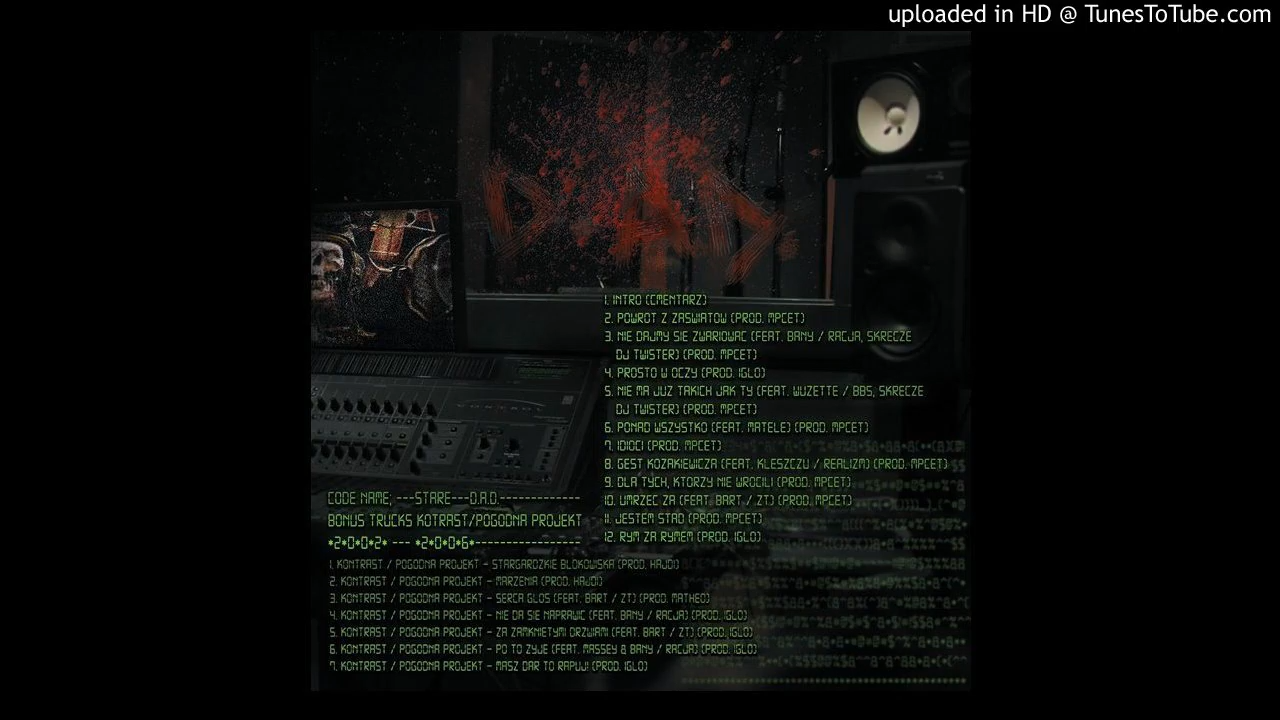 uploaded in HD @ TunesToTube.com
DAD
1. INTRO (CMENTARZ)
2. POWROT Z ZASWIATOW (PROD. MPCET)
3. NIE DAJMY SIE ZWARIOWAC (FEAT. BANY / RACJA, SKRECZE
DJ TWISTER) (PROD. MPCET)
4. PROSTO W OCZY (PROD. IGLO)
5. NIE MA JUZ TAKICH JAK TY (FEAT. WUZETTE / BBS, SKRECZE
DJ TWISTER) (PROD. MPCET)
6. PONAD WSZYSTKO (FEAT. MATELE) (PROD. MPCET)
7. IDIOCI (PROD. MPCET)
8. GEST KOZAKIEWICZA (FEAT. KLESZCZU / REALIZM) (PROD. MPCET)
9. DLA TYCH, KTORZY NIE WROCILI (PROD. MPCET)
10. UMRZEC ZA (FEAT. BART / ZT) (PROD. MPCET)
11. JESTEM STAD (PROD. MPCET)
12. RYM ZA RYMEM (PROD. IGLO)
CODE NAME; ---STARE---D.A.D.-------------
BONUS TRUCKS KOTRAST/POGODNA PROJEKT
*2*0*0*2* --- *2*0*0*6*-----------------
1. KONTRAST / POGODNA PROJEKT - STARGARDZKIE BLOKOWISKA (PROD. HAJDI)
2. KONTRAST / POGODNA PROJEKT - MARZENIA (PROD. HAJDI)
3. KONTRAST / POGODNA PROJEKT - SERCA GLOS (FEAT. BART / ZT) (PROD. MATHEO)
4. KONTRAST / POGODNA PROJEKT - NIE DA SIE NAPRAWIC (FEAT. BANY / RACJA) (PROD. IGLO)
5. KONTRAST / POGODNA PROJEKT - ZA ZAMKNIETYMI DRZWIAMI (FEAT. BART / ZT) (PROD. IGLO)
6. KONTRAST / POGODNA PROJEKT - PO TO ZYJE (FEAT. MASSEY & BANY / RACJA) (PROD. IGLO)
7. KONTRAST / POGODNA PROJEKT - MASZ DAR TO RAPUJ! (PROD. IGLO)